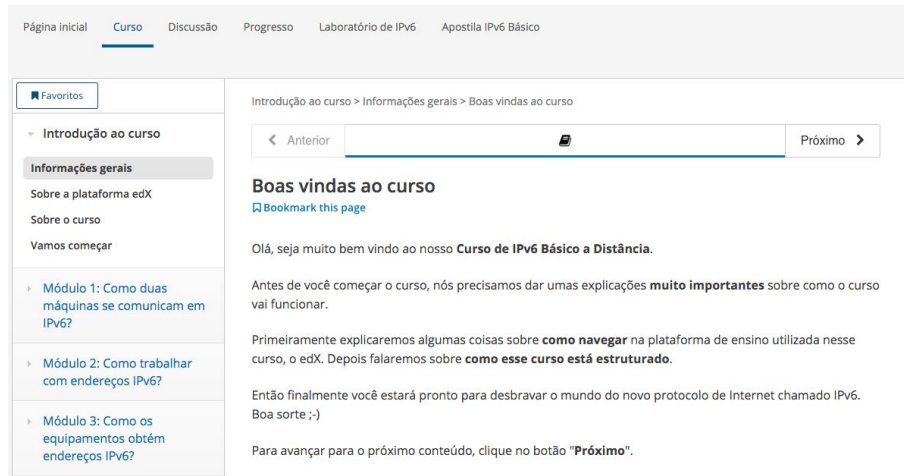 Página inicial Curso Discussão Progresso Laboratório de IPv6 Apostila IPv6 Básico
Favoritos
Introdução ao curso
Informações gerais
Sobre a plataforma edX
Sobre o curso
Vamos começar
Módulo 1: Como duas
máquinas se comunicam em
IPv6?
Módulo 2: Como trabalhar
com endereços IPv6?
Módulo 3: Como os
equipamentos obtém
endereços IPv6?
Introdução ao curso > Informações gerais > Boas vindas ao curso
Anterior
Próximo
Boas vindas ao curso
Bookmark this page
Olá, seja muito bem vindo ao nosso Curso de IPv6 Básico a Distância.
Antes de você começar o curso, nós precisamos dar umas explicações muito importantes sobre como o curso
vai funcionar.
Primeiramente explicaremos algumas coisas sobre como navegar na plataforma de ensino utilizada nesse
curso, o edX. Depois falaremos sobre como esse curso está estruturado.
Então finalmente você estará pronto para desbravar o mundo do novo protocolo de Internet chamado IPv6.
Boa sorte ;-)
Para avançar para o próximo conteúdo, clique no botão "Próximo".